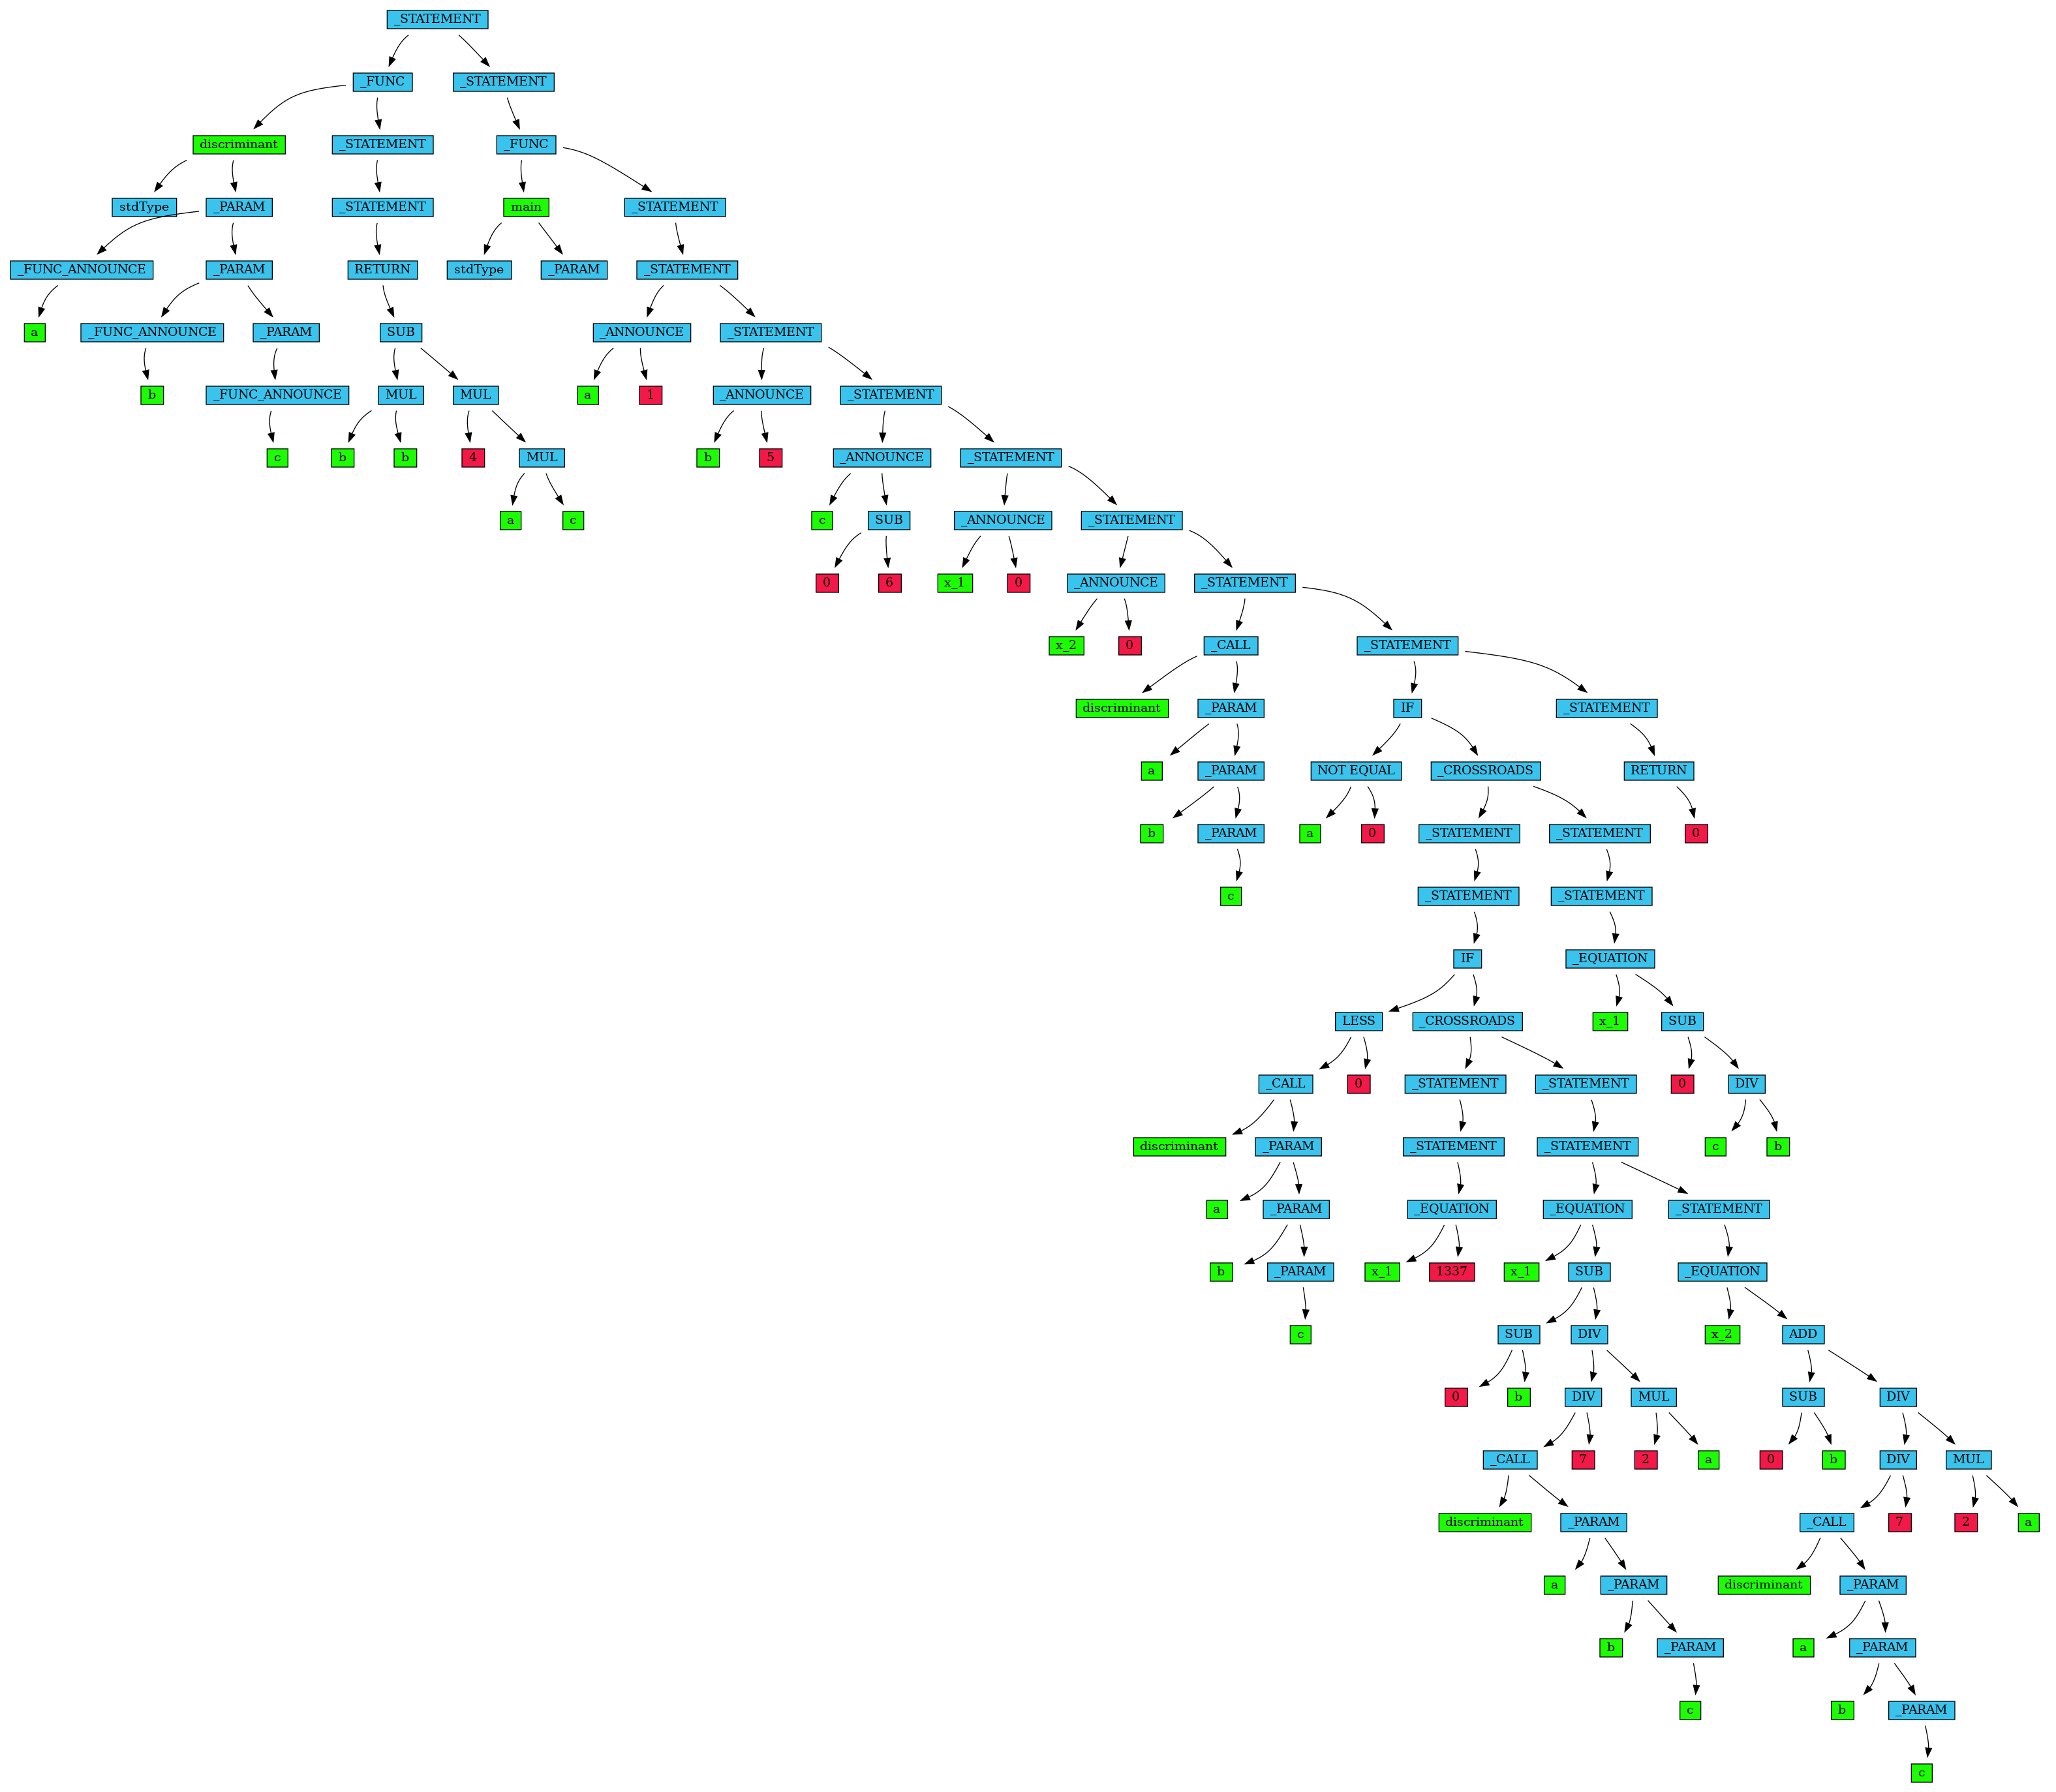 _STATEMENT
_FUNC _STATEMENT
discriminant _STATEMENT _FUNC
stdType _PARAM _STATEMENT main _STATEMENT
_FUNC_ANNOUNCE _PARAM RETURN stdType _PARAM _STATEMENT
a _FUNC_ANNOUNCE _PARAM SUB _ANNOUNCE _STATEMENT
b _FUNC_ANNOUNCE MUL MUL a 1 _ANNOUNCE _STATEMENT
c b b 4 MUL b 5 _ANNOUNCE _STATEMENT
a c c SUB _ANNOUNCE _STATEMENT
0 6 x_1 0 _ANNOUNCE _STATEMENT
x_2 0 _CALL _STATEMENT
discriminant _PARAM IF _STATEMENT
a _PARAM NOT EQUAL _CROSSROADS RETURN
b _PARAM a 0 _STATEMENT _STATEMENT 0
c _STATEMENT _STATEMENT
IF _EQUATION
LESS _CROSSROADS x_1 SUB
_CALL 0 _STATEMENT _STATEMENT 0 DIV
discriminant _PARAM _STATEMENT _STATEMENT c b
a _PARAM _EQUATION _EQUATION _STATEMENT
b _PARAM x_1 1337 x_1 SUB _EQUATION
c SUB DIV x_2 ADD
0 b DIV MUL SUB DIV
_CALL 7 2 a 0 b DIV MUL
discriminant _PARAM _CALL 7 2 a
a _PARAM discriminant _PARAM
b _PARAM a _PARAM
c b _PARAM
c